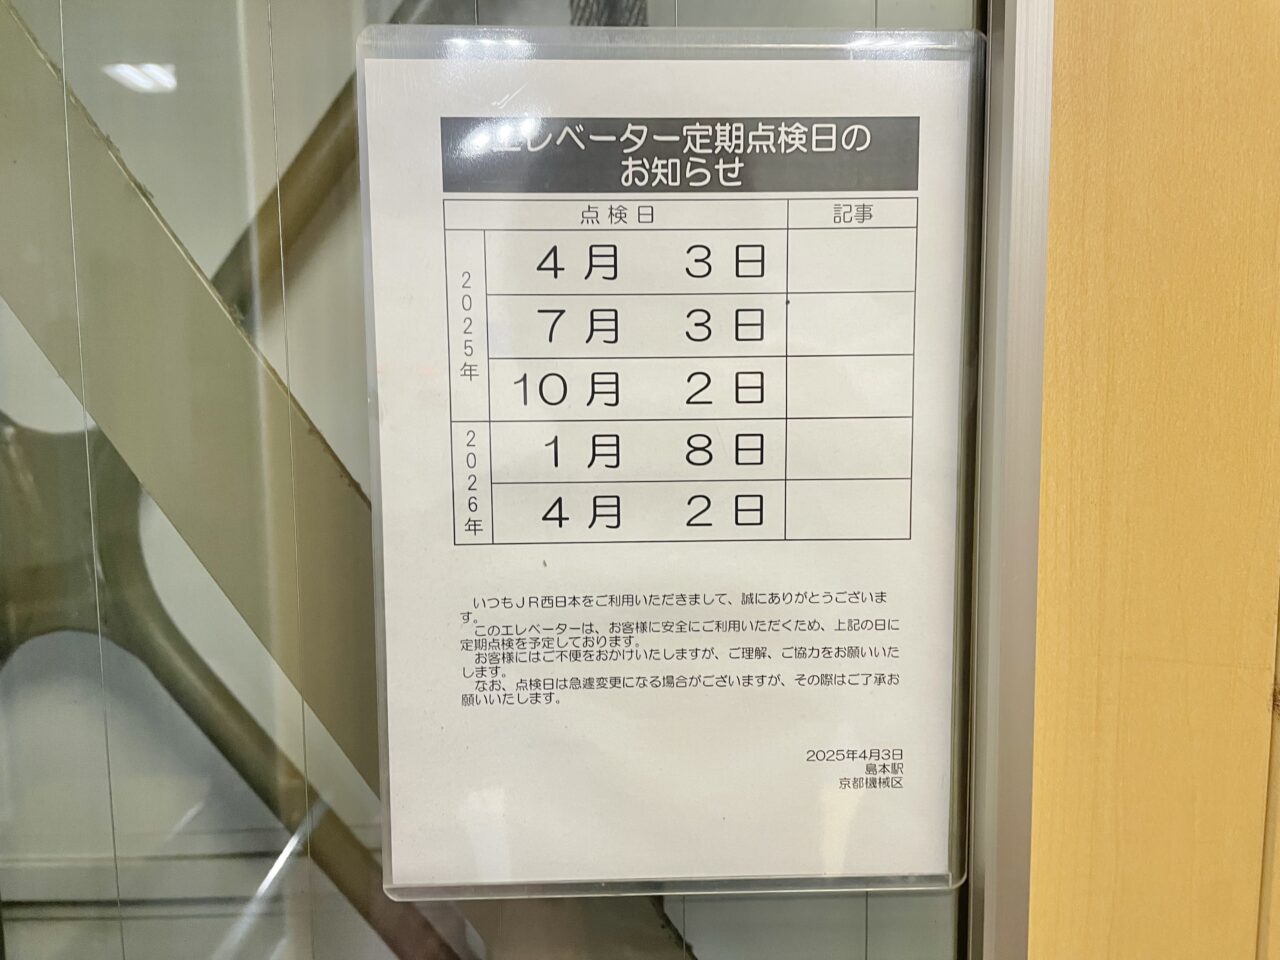 エレベーター定期点検日の
お知らせ
点検日 記事
2025年
4月 3日
7月 3日
10月 2日
2026年
1月 8日
4月 2日
いつもJR西日本をご利用いただきまして、誠にありがとうございま
す。
このエレベーターは、お客様に安全にご利用いただくため、上記の日に
定期点検を予定しております。
お客様にはご不便をおかけいたしますが、ご理解、ご協力をお願いいた
します。
なお、点検日は急遽変更になる場合がございますが、その際はご了承お
願いいたします。
2025年4月3日
島本駅
京都機械区